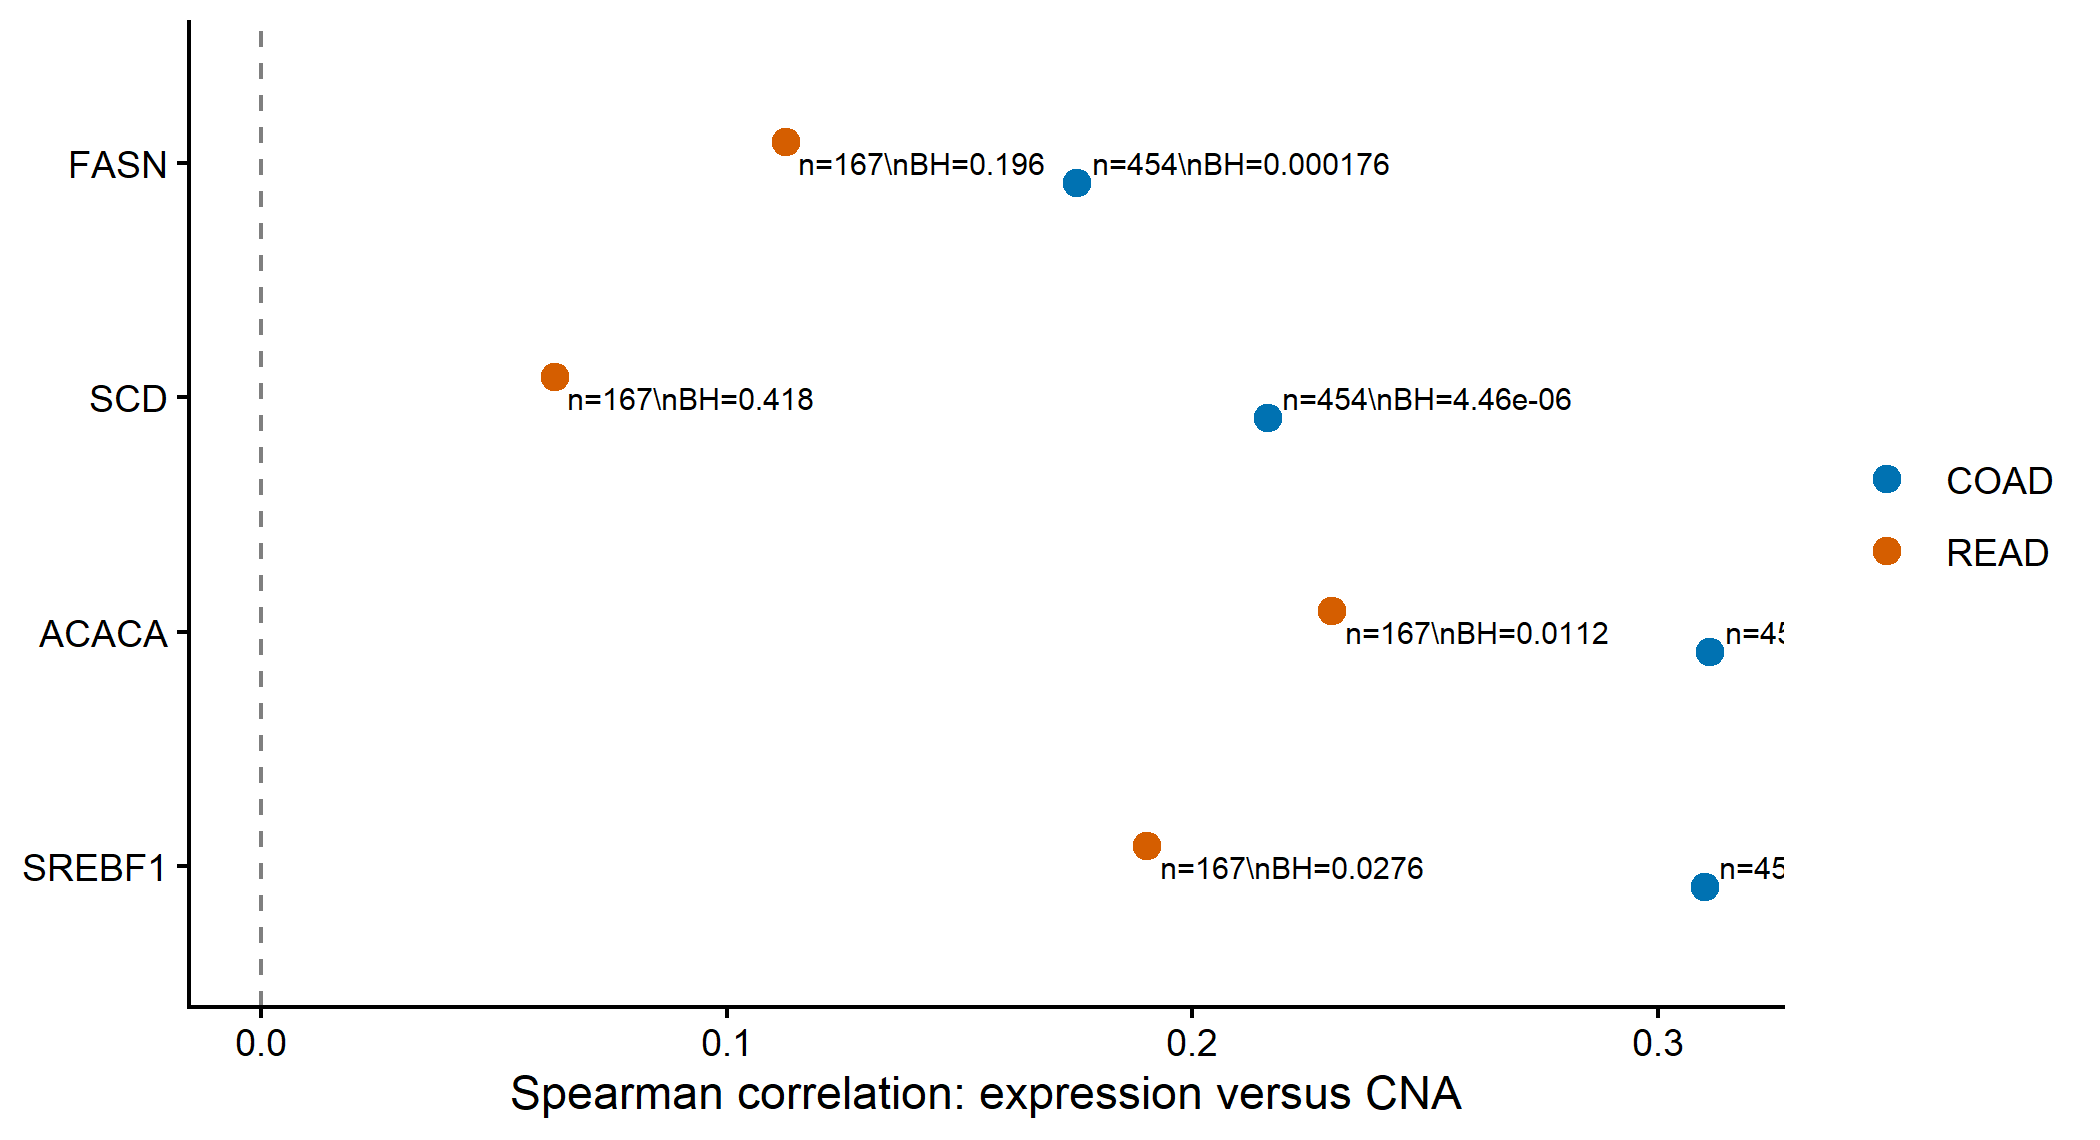 FASN
n=167\nBH=0.196
n=454\nBH=0.000176
SCD
n=167\nBH=0.418
n=454\nBH=4.46e-06
COAD
READ
ACACA
n=167\nBH=0.0112
n=45
SREBF1
n=167\nBH=0.0276
n=45
0.0
0.1
0.2
0.3
Spearman correlation: expression versus CNA